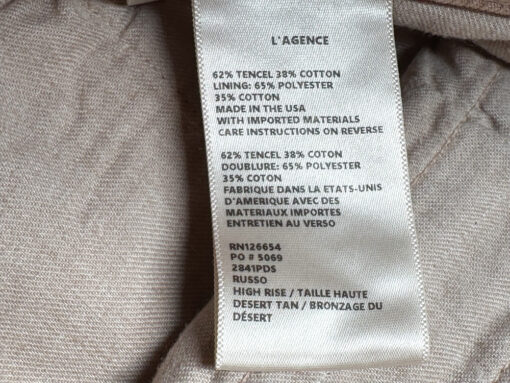 L'AGENCE
62% TENCEL 38% COTTON
LINING: 65% POLYESTER
35% COTTON
MADE IN THE USA
WITH IMPORTED MATERIALS
CARE INSTRUCTIONS ON REVERSE
62% TENCEL 38% COTON
DOUBLURE: 65% POLYESTER
35% COTON
FABRIQUE DANS LA ETATS-UNIS
D'AMERIQUE AVEC DES
MATERIAUX IMPORTES
ENTRETIEN AU VERSO
RN126654
PO # 5069
2841PDS
RUSSO
HIGH RISE / TAILLE HAUTE
DESERT TAN / BRONZAGE DU
DÉSERT